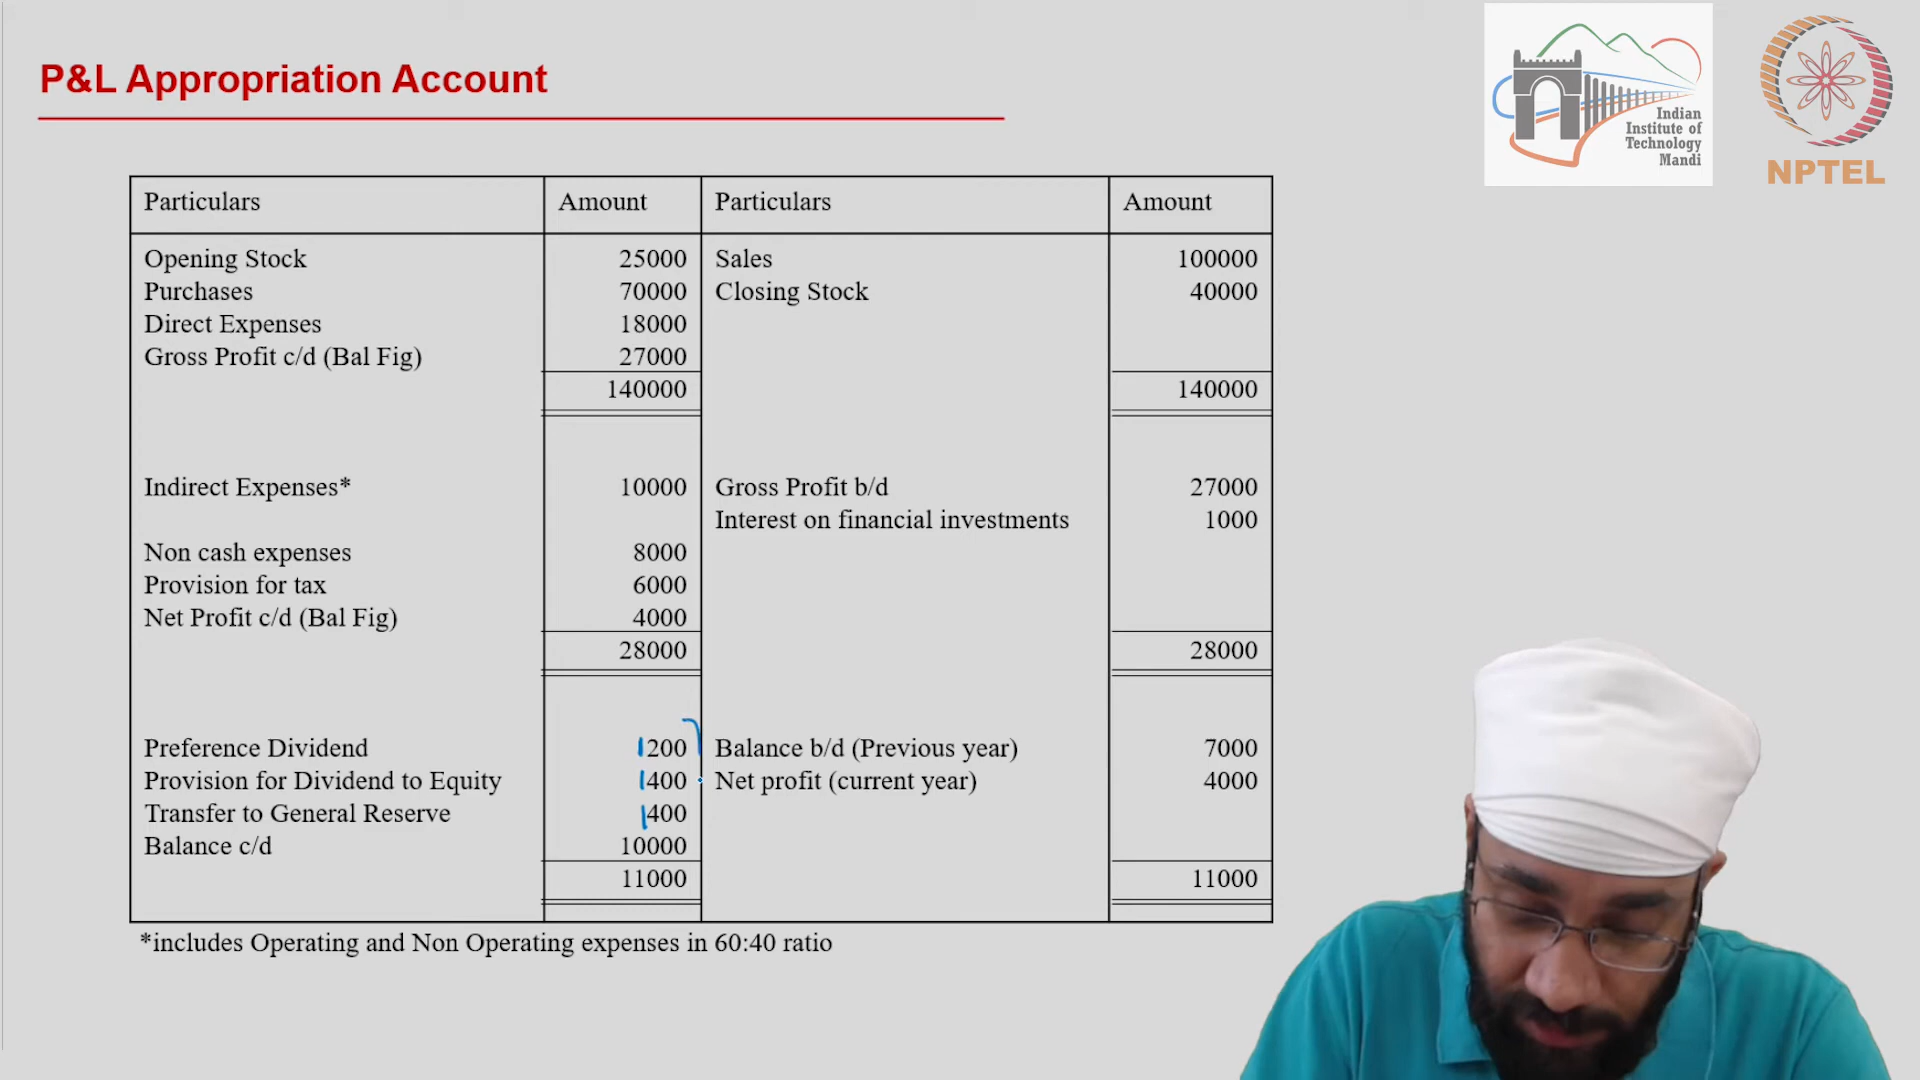 P&L Appropriation Account
Indian
Institute of
Technology
Mandi
NPTEL
Particulars Amount Particulars Amount
Opening Stock 25000 Sales 100000
Purchases 70000 Closing Stock 40000
Direct Expenses 18000
Gross Profit c/d (Bal Fig) 27000
140000 140000
Indirect Expenses* 10000 Gross Profit b/d 27000
Interest on financial investments 1000
Non cash expenses 8000
Provision for tax 6000
Net Profit c/d (Bal Fig) 4000
28000 28000
Preference Dividend 200 Balance b/d (Previous year) 7000
Provision for Dividend to Equity 400 Net profit (current year) 4000
Transfer to General Reserve 400
Balance c/d 10000
11000 11000
*includes Operating and Non Operating expenses in 60:40 ratio